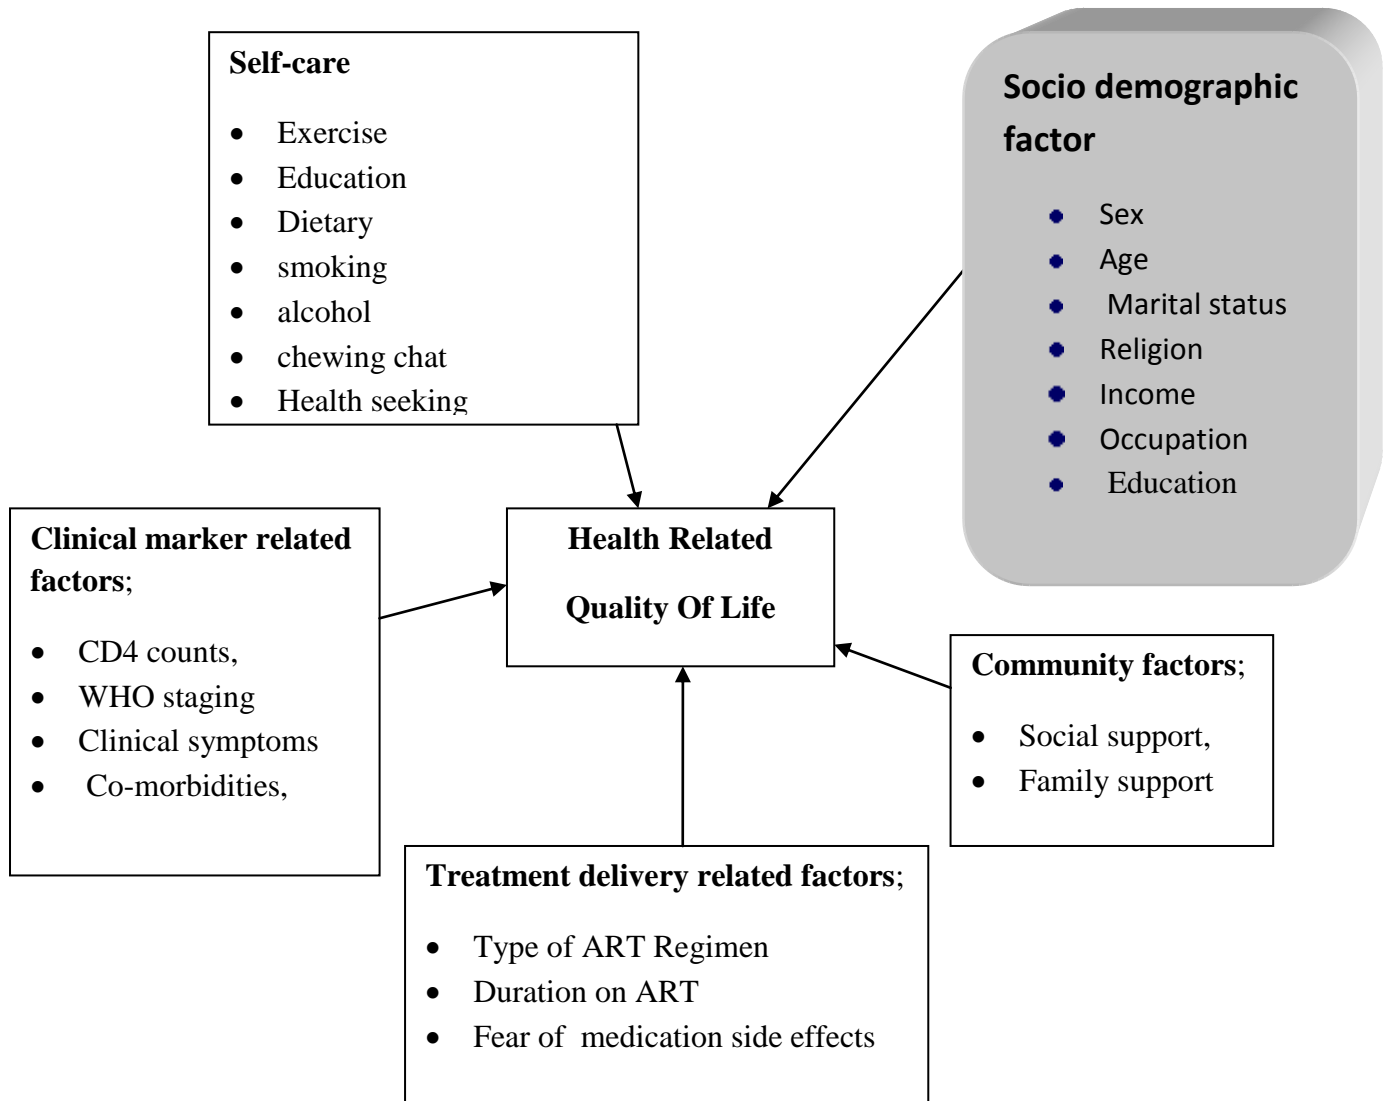 Self-care
• Exercise
• Education
• Dietary
• smoking
• alcohol
• chewing chat
• Health seeking
Socio demographic
factor
• Sex
• Age
• Marital status
• Religion
• Income
• Occupation
• Education
Clinical marker related
factors;
• CD4 counts,
• WHO staging
• Clinical symptoms
• Co-morbidities,
Health Related
Quality Of Life
Community factors;
• Social support,
• Family support
Treatment delivery related factors;
• Type of ART Regimen
• Duration on ART
• Fear of medication side effects